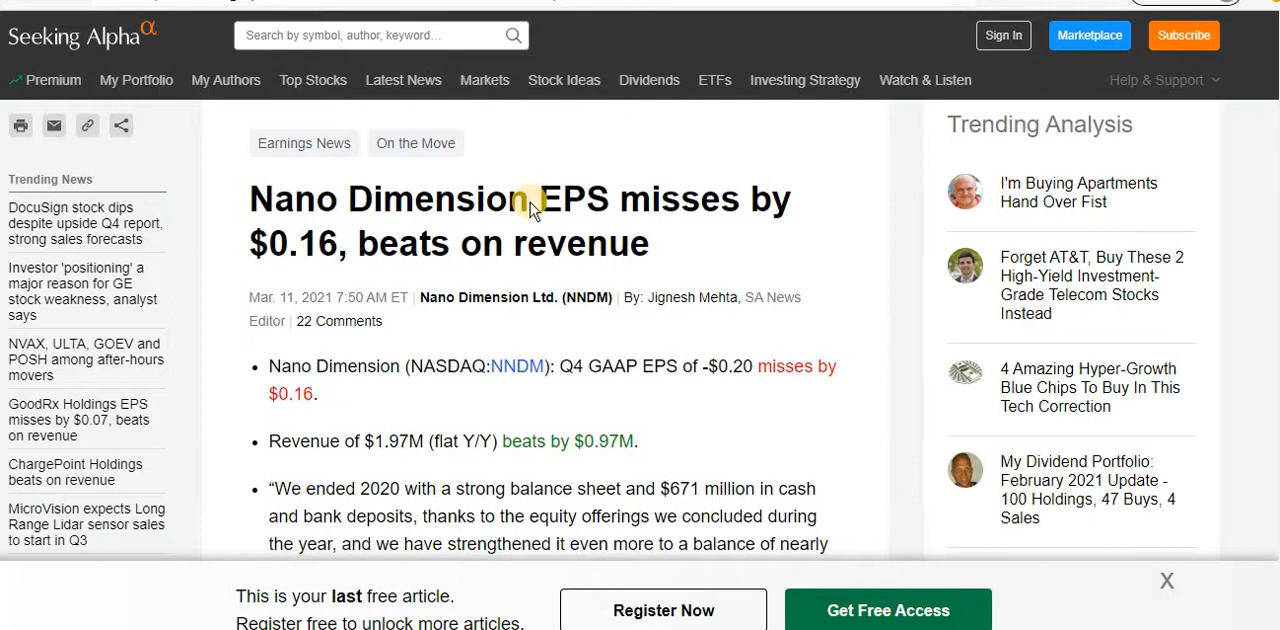 Seeking Alpha α
Search by symbol, author, keyword…
Sign In
Marketplace
Subscribe
Premium My Portfolio My Authors Top Stocks Latest News Markets Stock Ideas Dividends ETFs Investing Strategy Watch & Listen Help & Support
Trending News
DocuSign stock dips
despite upside Q4 report,
strong sales forecasts
Investor 'positioning' a
major reason for GE
stock weakness, analyst
says
NVAX, ULTA, GOEV and
POSH among after-hours
movers
GoodRx Holdings EPS
misses by $0.07, beats
on revenue
ChargePoint Holdings
beats on revenue
MicroVision expects Long
Range Lidar sensor sales
to start in Q3
Earnings News On the Move
Nano Dimension EPS misses by
$0.16, beats on revenue
Mar. 11, 2021 7:50 AM ET | Nano Dimension Ltd. (NNDM) | By: Jignesh Mehta, SA News
Editor | 22 Comments
• Nano Dimension (NASDAQ:NNDM): Q4 GAAP EPS of -$0.20 misses by
$0.16.
• Revenue of $1.97M (flat Y/Y) beats by $0.97M.
• “We ended 2020 with a strong balance sheet and $671 million in cash
and bank deposits, thanks to the equity offerings we concluded during
the year, and we have strengthened it even more to a balance of nearly
Trending Analysis
I'm Buying Apartments
Hand Over Fist
Forget AT&T, Buy These 2
High-Yield Investment-
Grade Telecom Stocks
Instead
4 Amazing Hyper-Growth
Blue Chips To Buy In This
Tech Correction
My Dividend Portfolio:
February 2021 Update -
100 Holdings, 47 Buys, 4
Sales
X
This is your last free article.
Register free to unlock more articles.
Register Now
Get Free Access